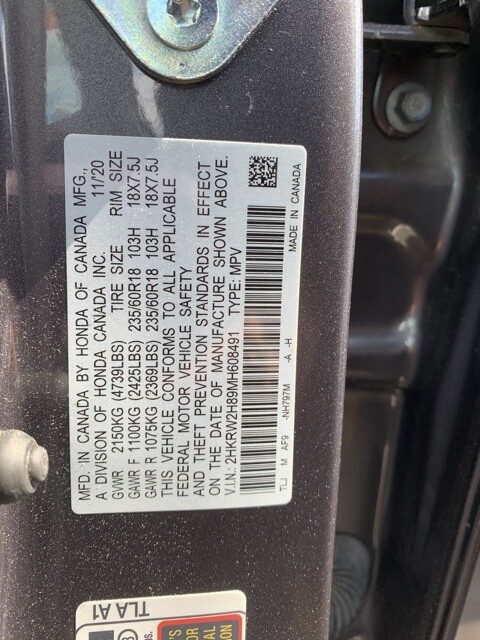 MFD. IN CANADA BY HONDA OF CANADA MFG.,
A DIVISION OF HONDA CANADA INC. 11/20
GVWR 2150KG (4739LBS) TIRE SIZE RIM SIZE
GAWR F 1100KG (2425LBS) 235/60R18 103H 18X7.5J
GAWR R 1075KG (2369LBS) 235/60R18 103H 18X7.5J
THIS VEHICLE CONFORMS TO ALL APPLICABLE
FEDERAL MOTOR VEHICLE SAFETY
AND THEFT PREVENTION STANDARDS IN EFFECT
ON THE DATE OF MANUFACTURE SHOWN ABOVE.
V.I.N.: 2HKRW2H89MH608491 TYPE: MPV
TLJ M AF9 -NH797M -A -H
MADE IN CANADA
TLA A1